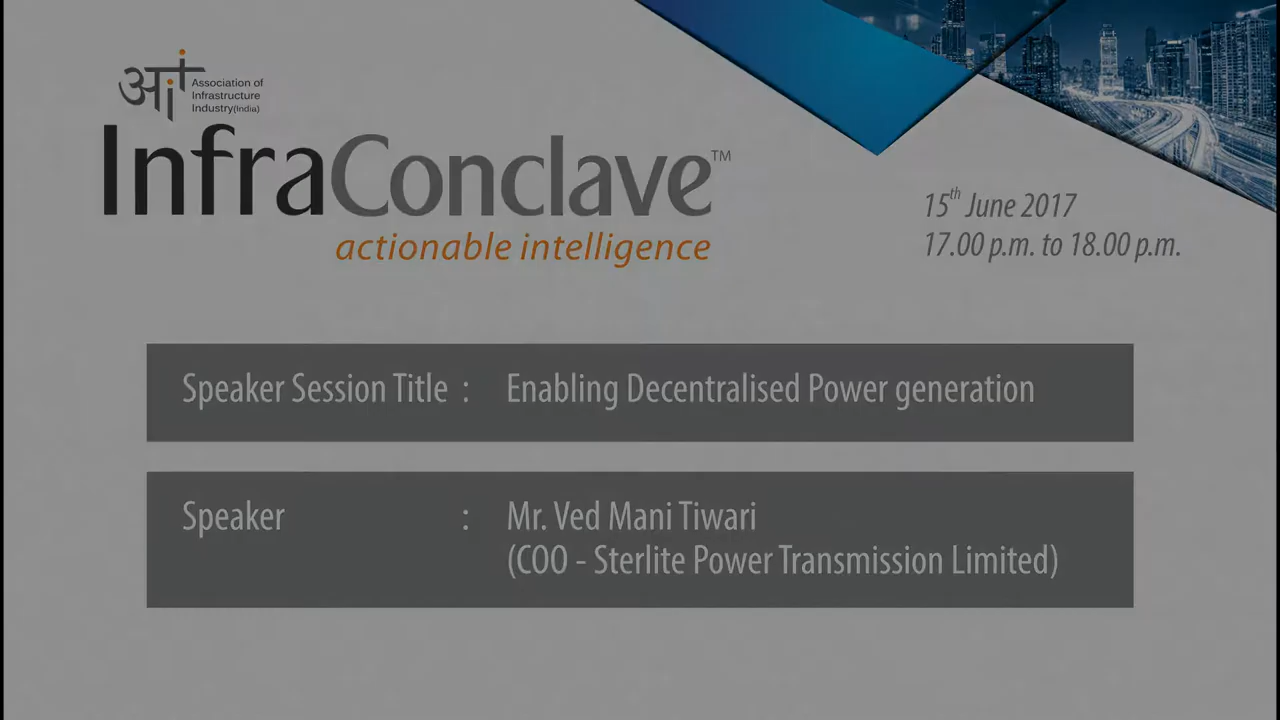 आई
Association of
Infrastructure
Industry(India)
InfraConclave™
actionable intelligence
15th June 2017
17.00 p.m. to 18.00 p.m.
Speaker Session Title : Enabling Decentralised Power generation
Speaker : Mr. Ved Mani Tiwari
(COO - Sterlite Power Transmission Limited)